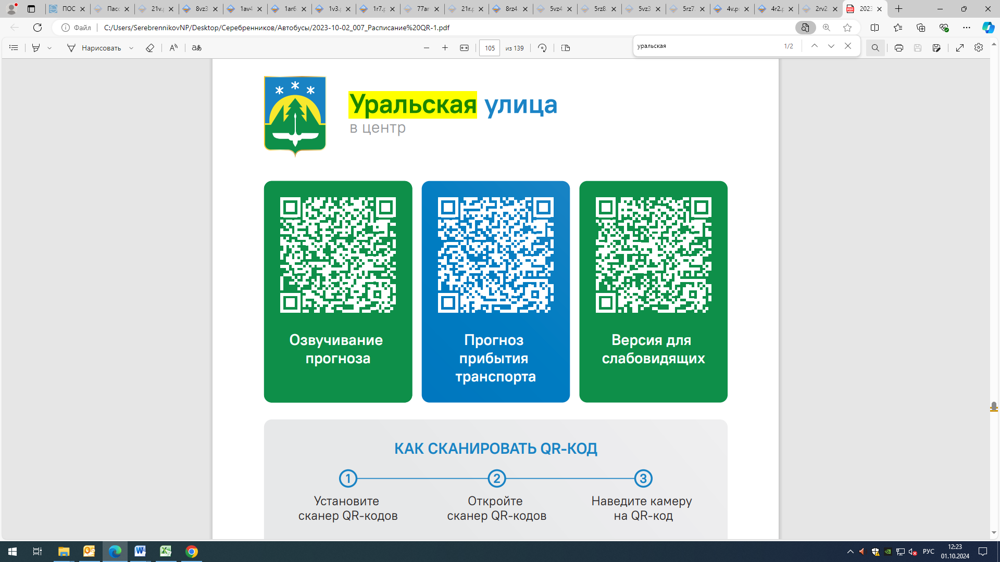 ПОС
Пасс
21v.p
8vz3
1av4
1ar6
1v3.p
1r7.p
77ar
21r.p
8rz4.
5vz4
5rz8.
5vz3
5rz7.
4v.pd
4r2.p
2rv2
2023
Файл
C:/Users/SerebrennikovNP/Desktop/Серебренников/Автобусы/2023-10-02_007_Расписание%20QR-1.pdf
Нарисовать
105
из 139
уральская
1/2
Уральская улица
в центр
Озвучивание
прогноза
Прогноз
прибытия
транспорта
Версия для
слабовидящих
КАК СКАНИРОВАТЬ QR-КОД
1
2
3
Установите
сканер QR-кодов
Откройте
сканер QR-кодов
Наведите камеру
на QR-код
РУС
12:23
01.10.2024